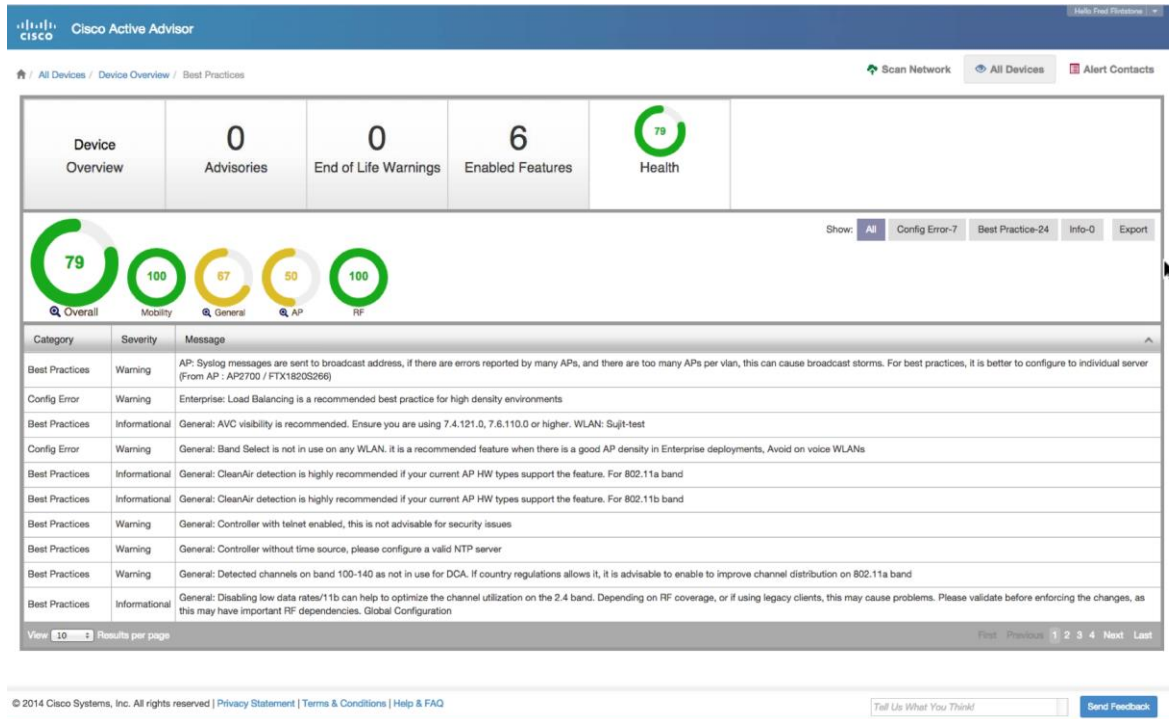 Hello Fred Flintstone
CISCO
Cisco Active Advisor
All Devices / Device Overview / Best Practices
Scan Network
All Devices
Alert Contacts
Device
Overview
0
Advisories
0
End of Life Warnings
6
Enabled Features
79
Health
Show: All Config Error-7 Best Practice-24 Info-0 Export
79
Overall
100
Mobility
67
General
50
AP
100
RF
Category Severity Message
Best Practices Warning AP: Syslog messages are sent to broadcast address, if there are errors reported by many APs, and there are too many APs per vlan, this can cause broadcast storms. For best practices, it is better to configure to individual server
(From AP : AP2700 / FTX1820S266)
Config Error Warning Enterprise: Load Balancing is a recommended best practice for high density environments
Best Practices Informational General: AVC visibility is recommended. Ensure you are using 7.4.121.0, 7.6.110.0 or higher. WLAN: Sujit-test
Config Error Warning General: Band Select is not in use on any WLAN. it is a recommended feature when there is a good AP density in Enterprise deployments, Avoid on voice WLANs
Best Practices Informational General: CleanAir detection is highly recommended if your current AP HW types support the feature. For 802.11a band
Best Practices Informational General: CleanAir detection is highly recommended if your current AP HW types support the feature. For 802.11b band
Best Practices Warning General: Controller with telnet enabled, this is not advisable for security issues
Best Practices Warning General: Controller without time source, please configure a valid NTP server
Best Practices Warning General: Detected channels on band 100-140 as not in use for DCA. If country regulations allows it, it is advisable to enable to improve channel distribution on 802.11a band
Best Practices Informational General: Disabling low data rates/11b can help to optimize the channel utilization on the 2.4 band. Depending on RF coverage, or if using legacy clients, this may cause problems. Please validate before enforcing the changes, as
this may have important RF dependencies. Global Configuration
View 10 Results per page
First Previous 1 2 3 4 Next Last
© 2014 Cisco Systems, Inc. All rights reserved | Privacy Statement | Terms & Conditions | Help & FAQ
Tell Us What You Think!
Send Feedback